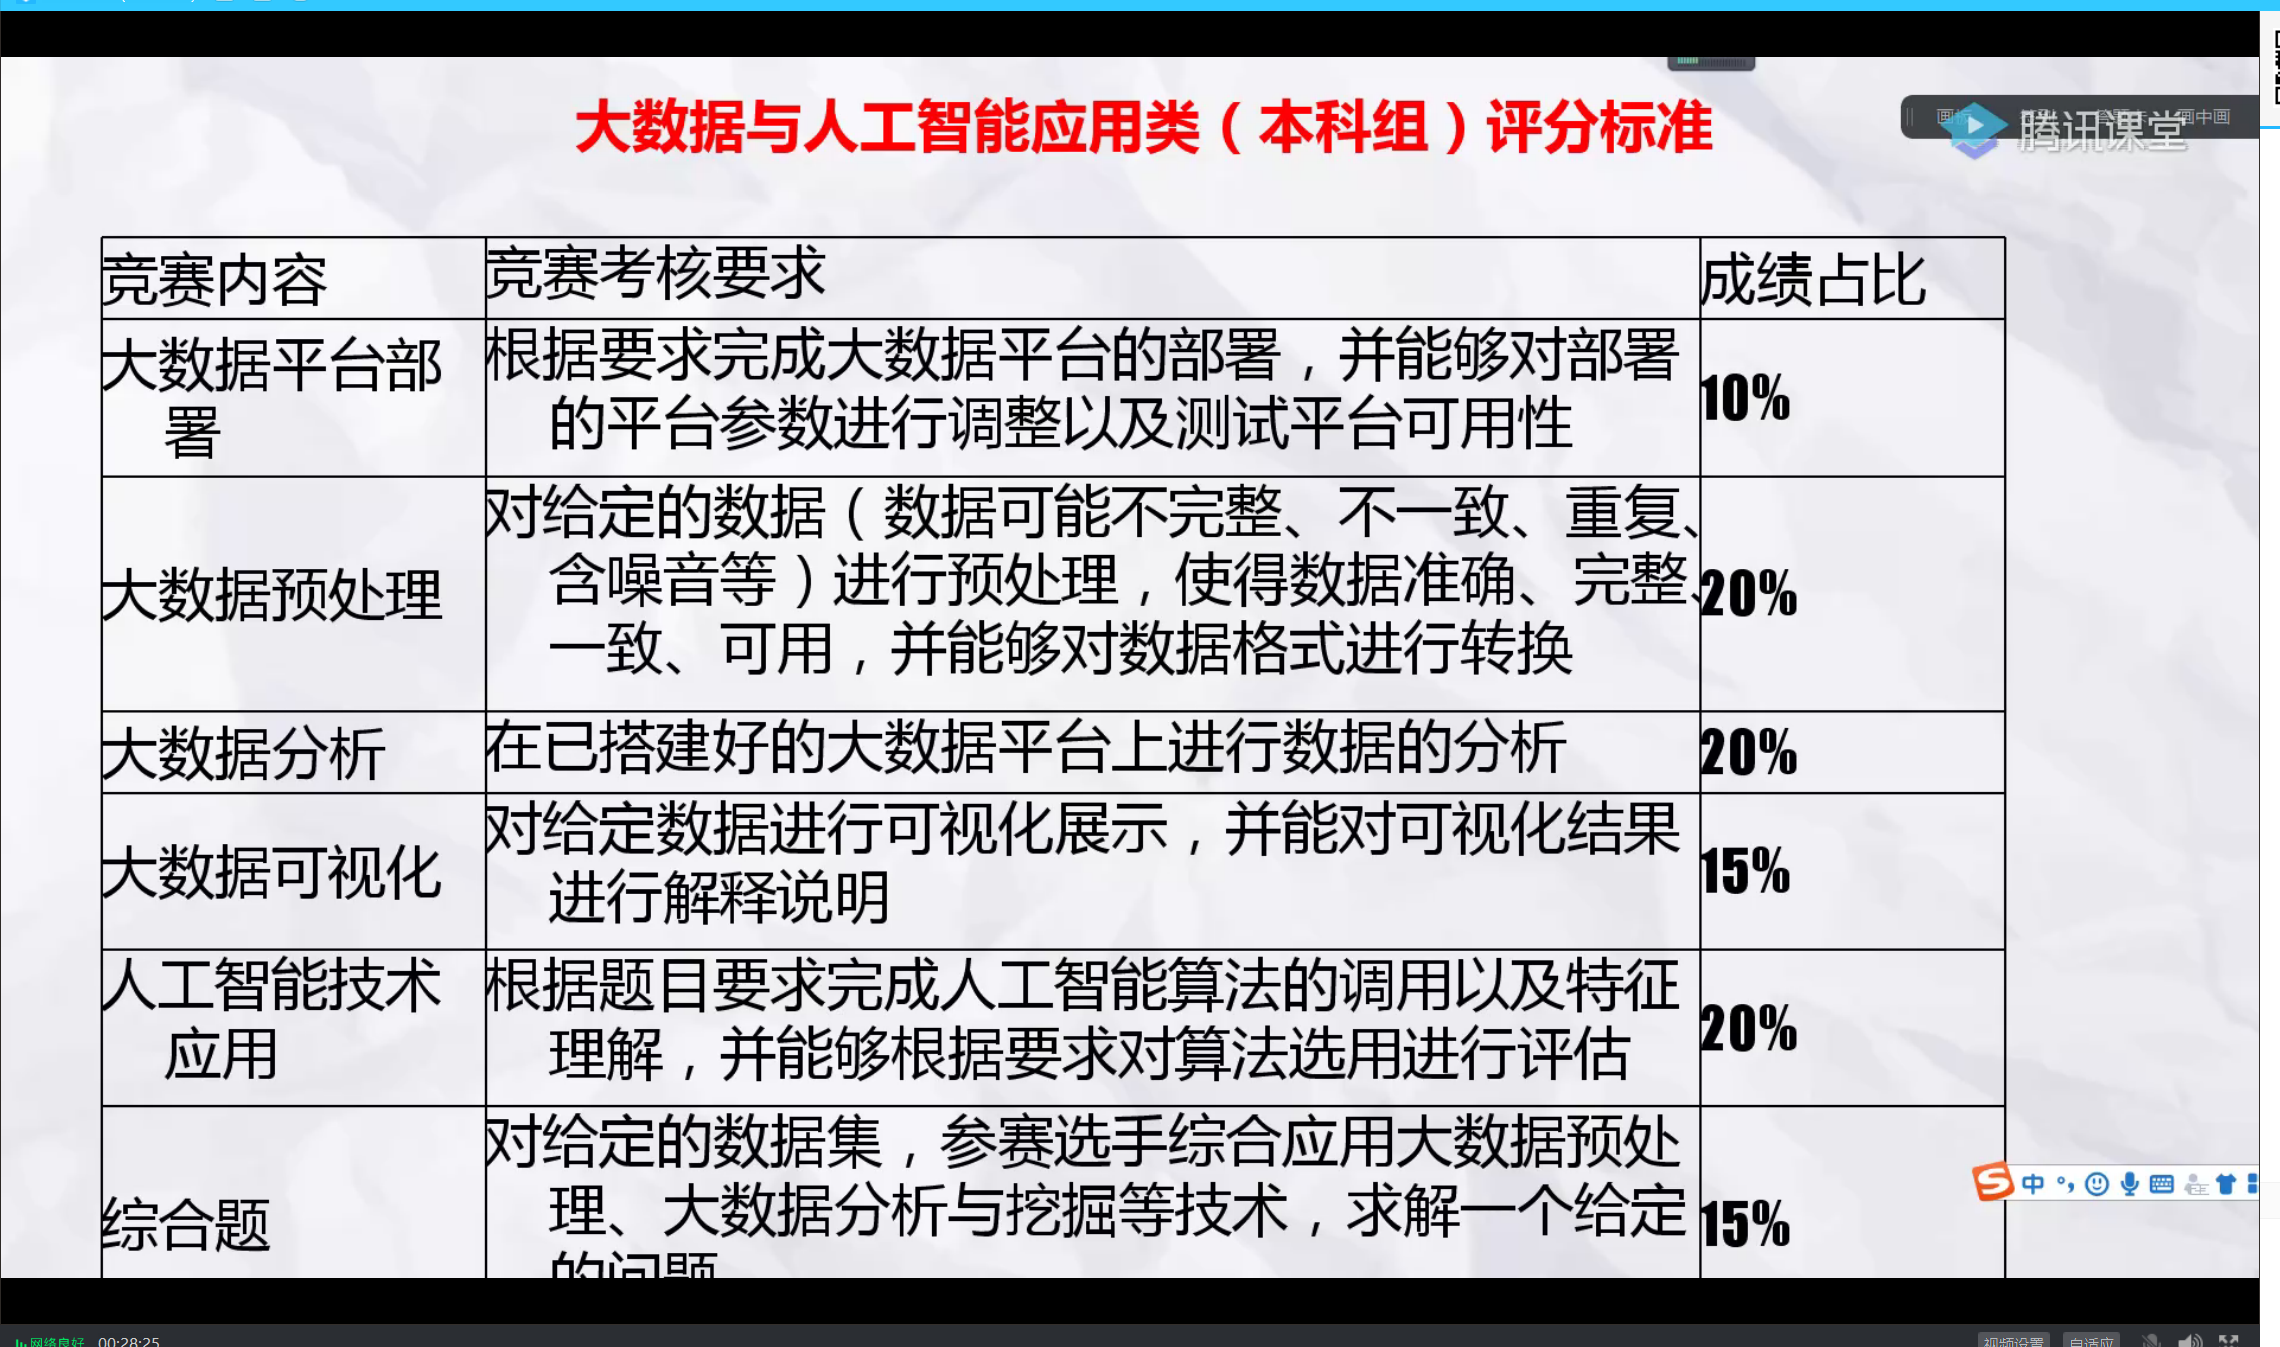 大数据与人工智能应用类（本科组）评分标准
腾讯课堂
画中画
竞赛内容
竞赛考核要求
成绩占比
大数据平台部
署
根据要求完成大数据平台的部署，并能够对部署
的平台参数进行调整以及测试平台可用性
10%
大数据预处理
对给定的数据（数据可能不完整、不一致、重复、
含噪音等）进行预处理，使得数据准确、完整、
一致、可用，并能够对数据格式进行转换
20%
大数据分析
在已搭建好的大数据平台上进行数据的分析
20%
大数据可视化
对给定数据进行可视化展示，并能对可视化结果
进行解释说明
15%
人工智能技术
应用
根据题目要求完成人工智能算法的调用以及特征
理解，并能够根据要求对算法选用进行评估
20%
综合题
对给定的数据集，参赛选手综合应用大数据预处
理、大数据分析与挖掘等技术，求解一个给定
的问题
15%
中
网络良好
00:28:25
视频设置
自适应